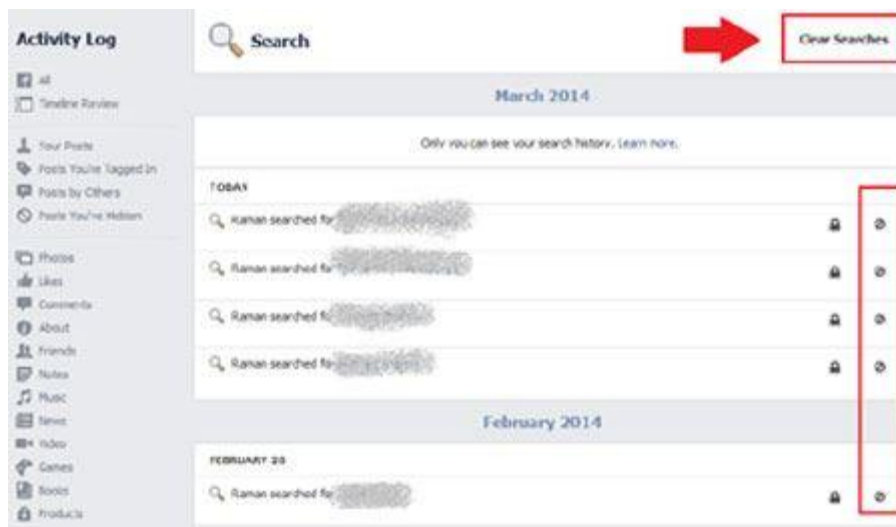 Activity Log
All
Timeline Review
Your Posts
Posts You're Tagged In
Posts by Others
Posts You've Hidden
Photos
Likes
Comments
About
Friends
Notes
Music
News
Video
Games
Books
Products
Search
Clear Searches
March 2014
Only you can see your search history. Learn more.
TODAY
Raman searched for
Raman searched for
Raman searched fo
Raman searched for
February 2014
FEBRUARY 28
Raman searched for